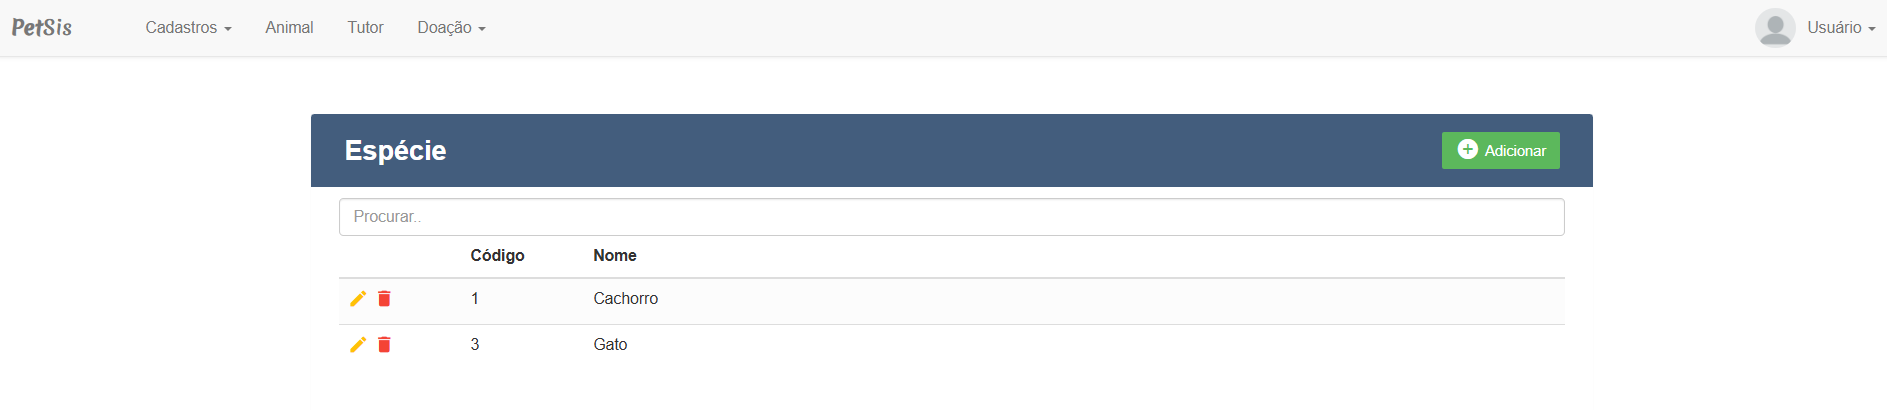 PetSis Cadastros Animal Tutor Doação Usuário
Espécie Adicionar
Procurar..
Código Nome
1 Cachorro
3 Gato